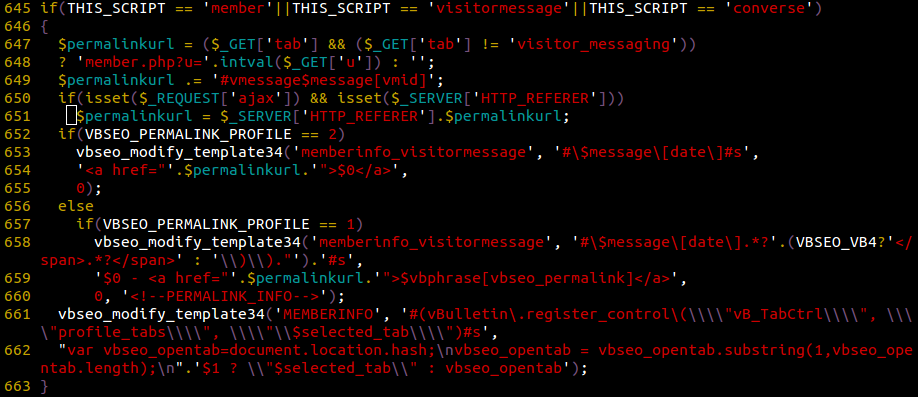 645 if(THIS_SCRIPT == 'member'||THIS_SCRIPT == 'visitormessage'||THIS_SCRIPT == 'converse')
646 {
647   $permalinkurl = ($_GET['tab'] && ($_GET['tab'] != 'visitor_messaging'))
648   ? 'member.php?u='.intval($_GET['u']) : '';
649   $permalinkurl .= '#vmessage$message[vmid]';
650   if(isset($_REQUEST['ajax']) && isset($_SERVER['HTTP_REFERER']))
651     $permalinkurl = $_SERVER['HTTP_REFERER'].$permalinkurl;
652   if(VBSEO_PERMALINK_PROFILE == 2)
653     vbseo_modify_template34('memberinfo_visitormessage', '#\$message\[date\]#s',
654     '<a href="'.$permalinkurl.'">$0</a>',
655     0);
656   else
657     if(VBSEO_PERMALINK_PROFILE == 1)
658       vbseo_modify_template34('memberinfo_visitormessage', '#\$message\[date\].*?'.(VBSEO_VB4?'</
span>.*?</span>' : '\\)\\)."').'#s',
659       '$0 - <a href="'.$permalinkurl.'">$vbphrase[vbseo_permalink]</a>',
660       0, '<!--PERMALINK_INFO-->');
661   vbseo_modify_template34('MEMBERINFO', '#(vBulletin\.register_control\(\\\\"vB_TabCtrl\\\\", \\\
\"profile_tabs\\\\", \\\\"\\$selected_tab\\\\")#s',
662   "var vbseo_opentab=document.location.hash;\nvbseo_opentab = vbseo_opentab.substring(1,vbseo_ope
ntab.length);\n".'$1 ? \\"$selected_tab\\" : vbseo_opentab');
663 }